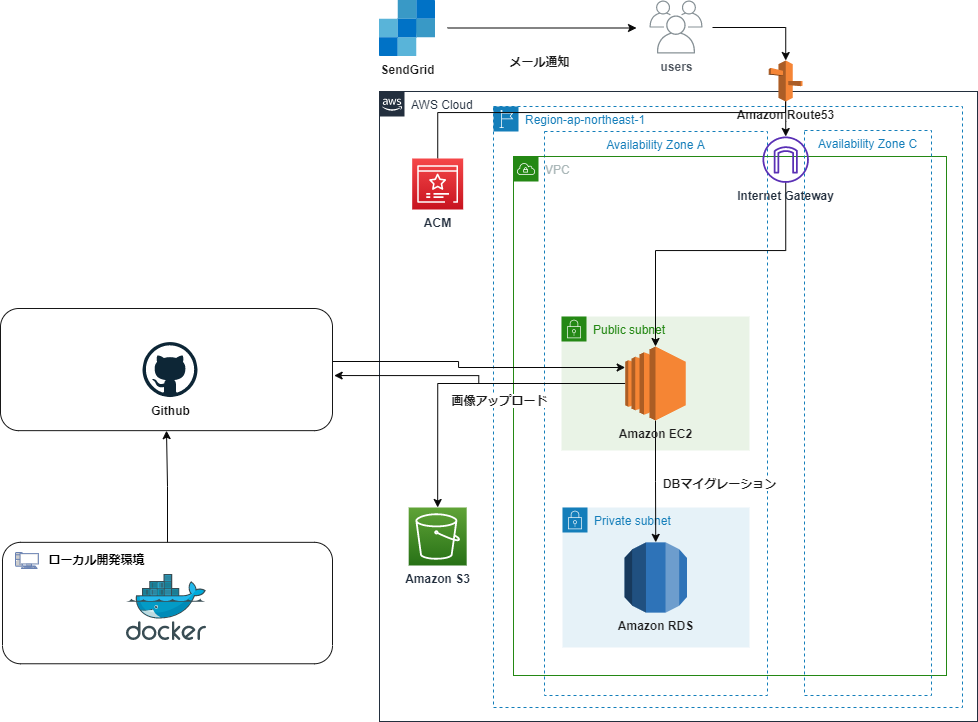 SendGrid
メール通知
users
aws
AWS Cloud
Amazon Route53
Region-ap-northeast-1
Availability Zone A
Availability Zone C
VPC
ACM
Internet Gateway
Public subnet
Github
画像アップロード
Amazon EC2
DBマイグレーション
Private subnet
ローカル開発環境
Amazon S3
docker
Amazon RDS